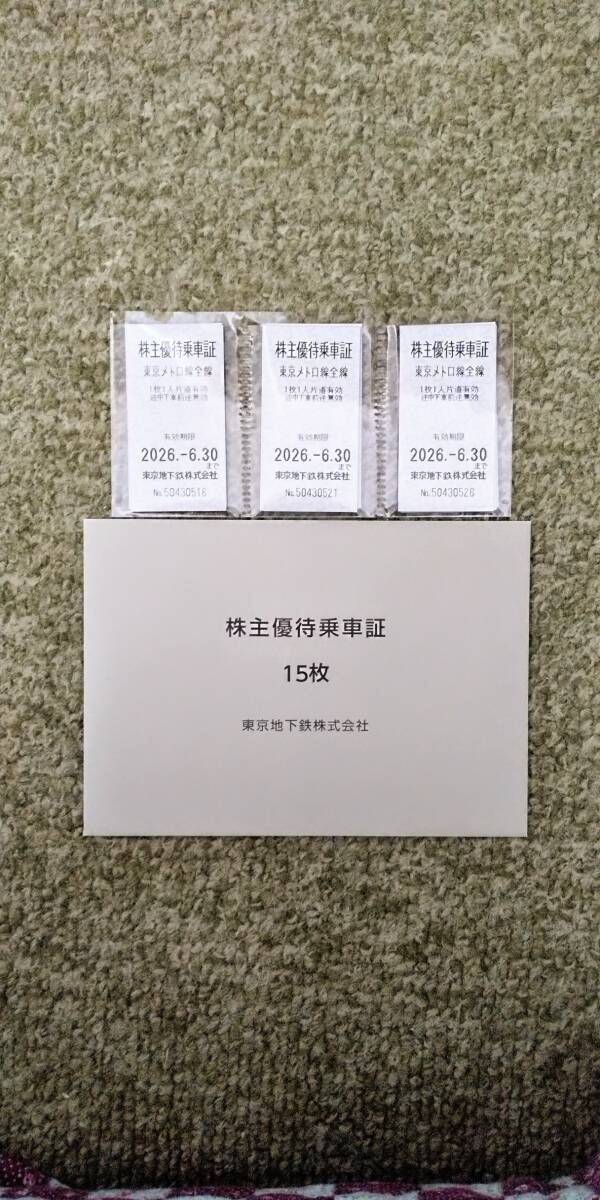 株主優待乗車証
東京メトロ線全線
1枚1人片道有効
途中下車前途無効
有効期限
2026.-6.30
まで
東京地下鉄株式会社
No.50430516
株主優待乗車証
東京メトロ線全線
1枚1人片道有効
途中下車前途無効
有効期限
2026.-6.30
まで
東京地下鉄株式会社
No.50430521
株主優待乗車証
東京メトロ線全線
1枚1人片道有効
途中下車前途無効
有効期限
2026.-6.30
まで
東京地下鉄株式会社
No.50430526
株主優待乗車証
15枚
東京地下鉄株式会社